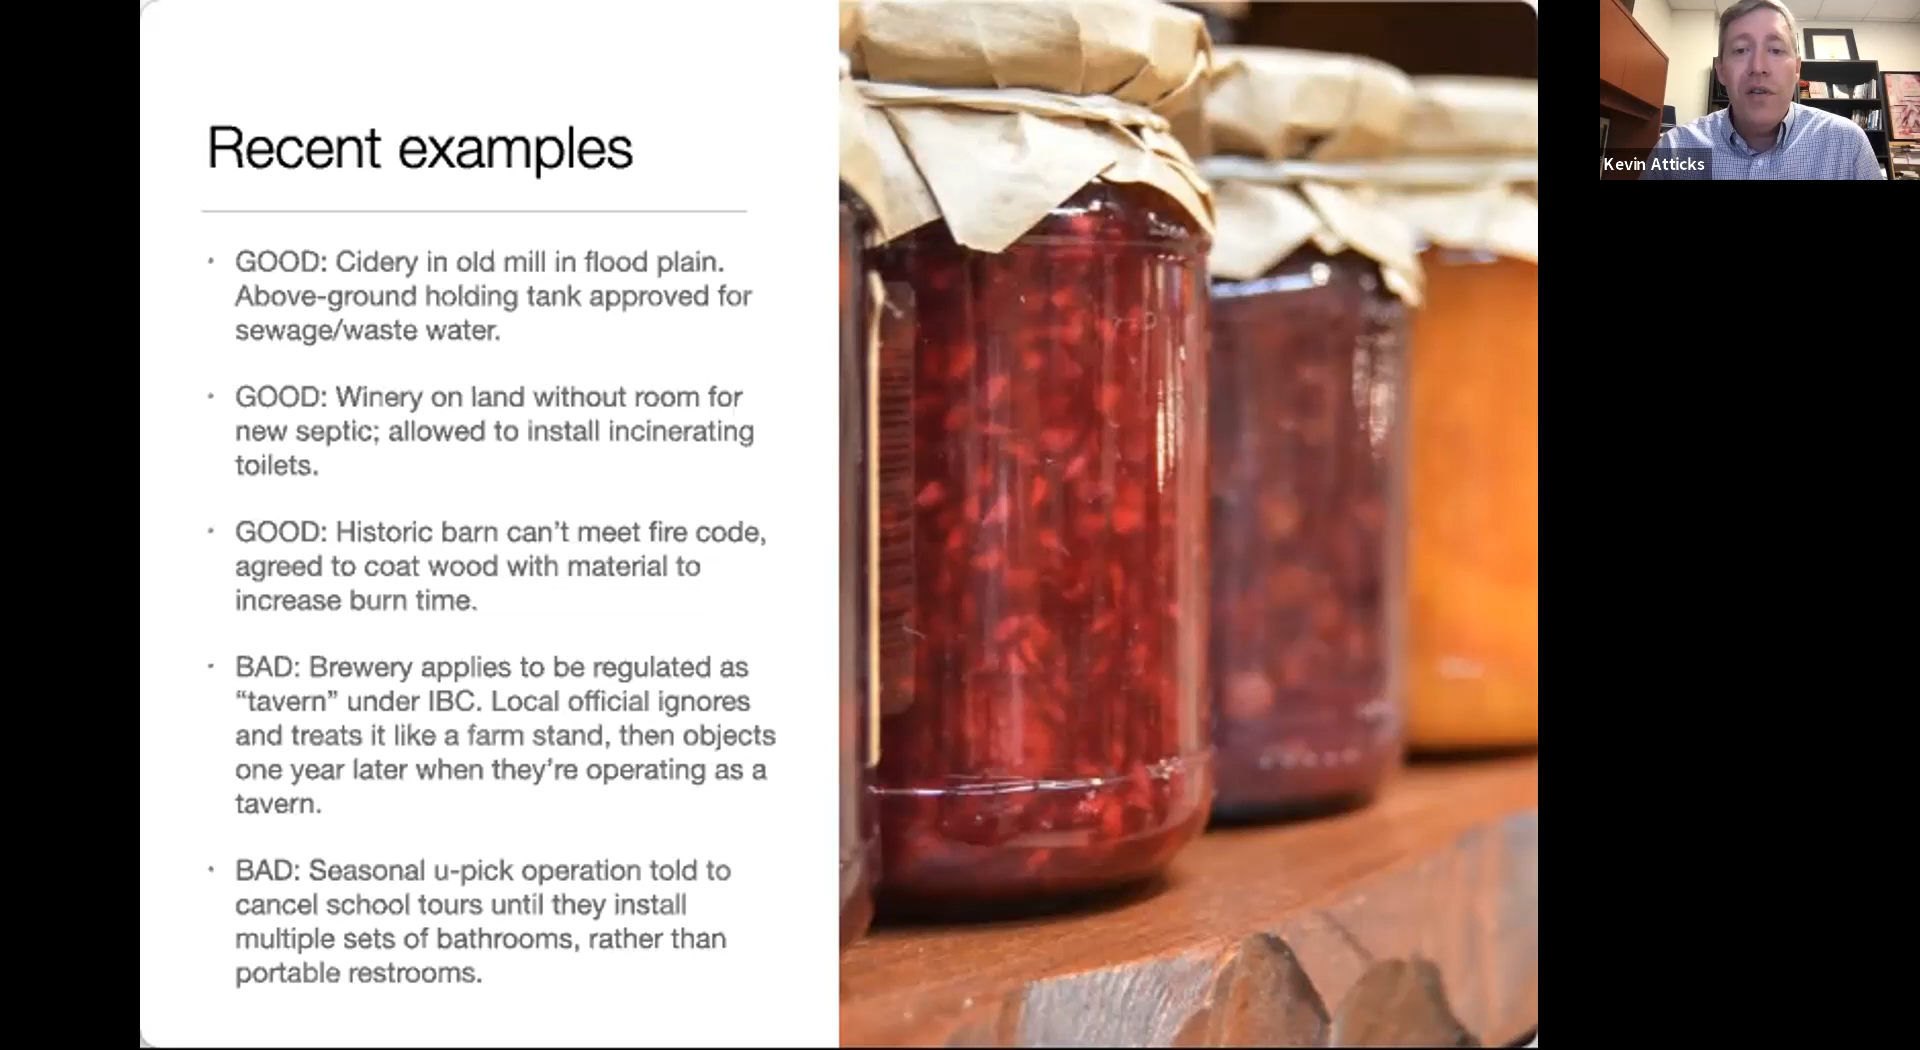 Recent examples
• GOOD: Cidery in old mill in flood plain.
Above-ground holding tank approved for
sewage/waste water.
• GOOD: Winery on land without room for
new septic; allowed to install incinerating
toilets.
• GOOD: Historic barn can’t meet fire code,
agreed to coat wood with material to
increase burn time.
• BAD: Brewery applies to be regulated as
“tavern” under IBC. Local official ignores
and treats it like a farm stand, then objects
one year later when they’re operating as a
tavern.
• BAD: Seasonal u-pick operation told to
cancel school tours until they install
multiple sets of bathrooms, rather than
portable restrooms.
Kevin Atticks